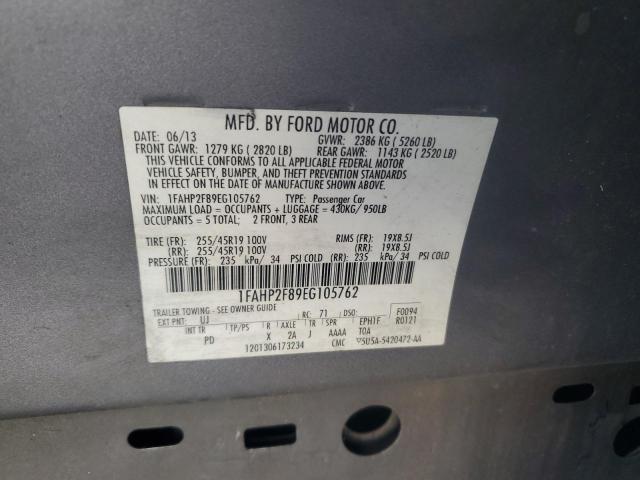 MFD. BY FORD MOTOR CO.
DATE: 06/13 GVWR: 2386 KG ( 5260 LB)
FRONT GAWR: 1279 KG ( 2820 LB) REAR GAWR: 1143 KG ( 2520 LB)
THIS VEHICLE CONFORMS TO ALL APPLICABLE FEDERAL MOTOR
VEHICLE SAFETY, BUMPER, AND THEFT PREVENTION STANDARDS
IN EFFECT ON THE DATE OF MANUFACTURE SHOWN ABOVE.
VIN: 1FAHP2F89EG105762 TYPE: Passenger Car
MAXIMUM LOAD = OCCUPANTS + LUGGAGE = 430KG/ 950LB
OCCUPANTS = 5 TOTAL; 2 FRONT, 3 REAR
TIRE (FR): 255/45R19 100V RIMS (FR): 19X8.5J
(RR): 255/45R19 100V (RR): 19X8.5J
PRESSURE (FR): 235 kPa/ 34 PSI COLD (RR): 235 kPa/ 34 PSI COLD
1FAHP2F89EG105762
TRAILER TOWING - SEE OWNER GUIDE F0094
EXT PNT: UJ RC: 71 DSO: R0121
INT TR TP/PS R AXLE TR SPR EPH1F
PD X 2A J AAAA TOA
1201306173234 CMC 5U5A-5420472-AA